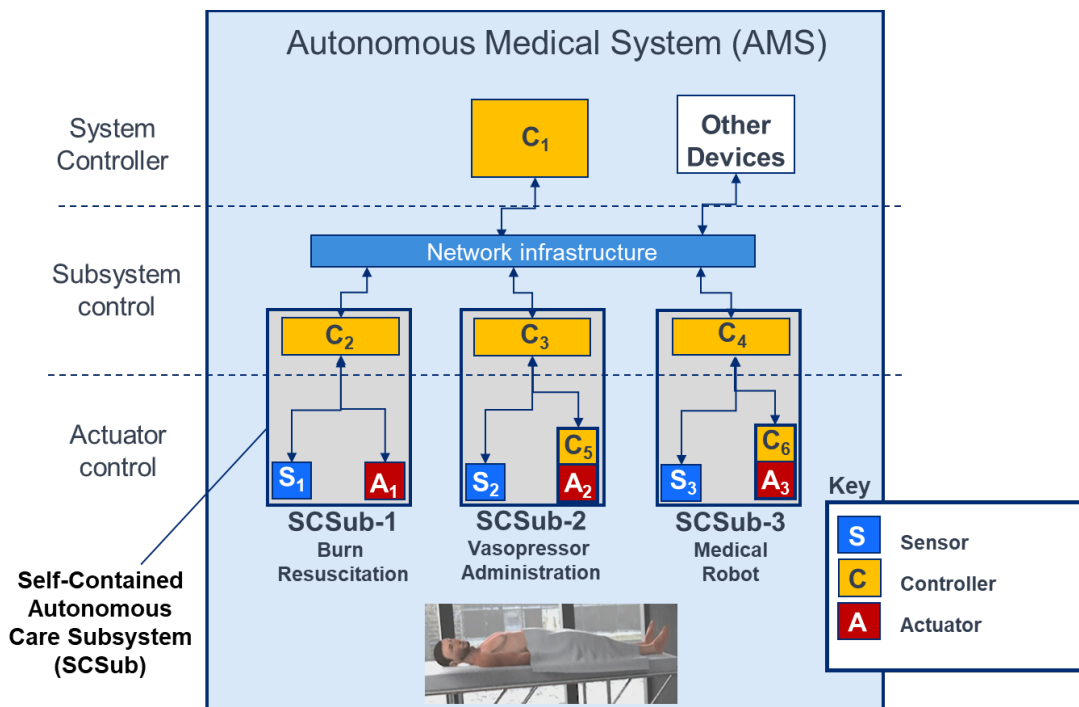 Autonomous Medical System (AMS)
System
Controller
C₁
Other
Devices
Network infrastructure
Subsystem
control
C₂
C₃
C₄
Actuator
control
C₅
C₆
S₁
A₁
S₂
A₂
S₃
A₃
SCSub-1
Burn
Resuscitation
SCSub-2
Vasopressor
Administration
SCSub-3
Medical
Robot
Key
S
Sensor
C
Controller
A
Actuator
Self-Contained
Autonomous
Care Subsystem
(SCSub)